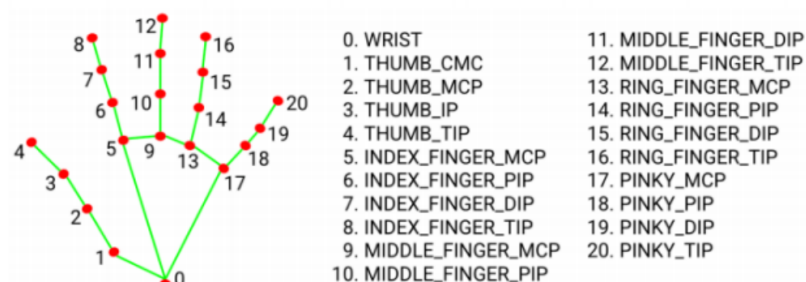 12
8
16
11
7
15
10
6
20
14
19
4
5
9
13
18
3
17
2
1
0
0. WRIST
1. THUMB_CMC
2. THUMB_MCP
3. THUMB_IP
4. THUMB_TIP
5. INDEX_FINGER_MCP
6. INDEX_FINGER_PIP
7. INDEX_FINGER_DIP
8. INDEX_FINGER_TIP
9. MIDDLE_FINGER_MCP
10. MIDDLE_FINGER_PIP
11. MIDDLE_FINGER_DIP
12. MIDDLE_FINGER_TIP
13. RING_FINGER_MCP
14. RING_FINGER_PIP
15. RING_FINGER_DIP
16. RING_FINGER_TIP
17. PINKY_MCP
18. PINKY_PIP
19. PINKY_DIP
20. PINKY_TIP